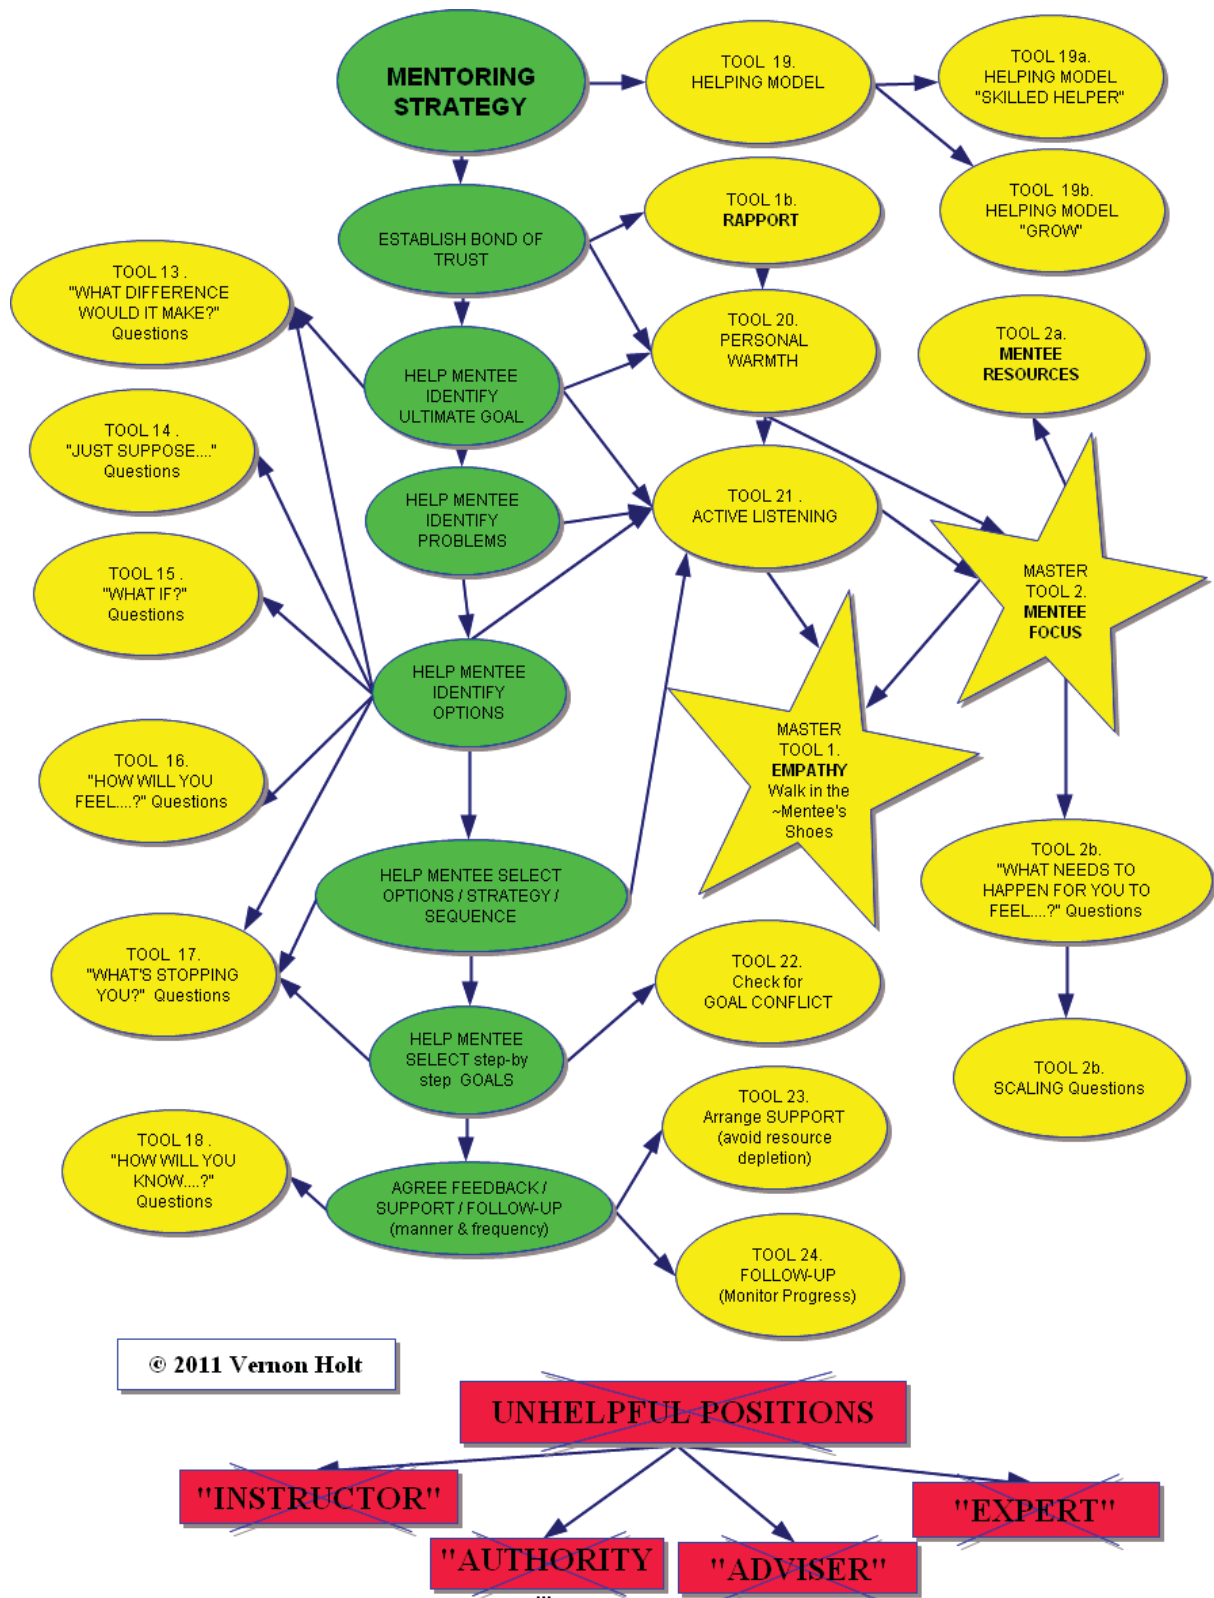 MENTORING
STRATEGY
TOOL 19.
HELPING MODEL
TOOL 19a.
HELPING MODEL
"SKILLED HELPER"
TOOL 19b.
HELPING MODEL
"GROW"
ESTABLISH BOND OF
TRUST
TOOL 1b.
RAPPORT
TOOL 13 .
"WHAT DIFFERENCE
WOULD IT MAKE?"
Questions
TOOL 20.
PERSONAL
WARMTH
TOOL 2a.
MENTEE
RESOURCES
HELP MENTEE
IDENTIFY
ULTIMATE GOAL
TOOL 14 .
"JUST SUPPOSE...."
Questions
HELP MENTEE
IDENTIFY
PROBLEMS
TOOL 21 .
ACTIVE LISTENING
TOOL 15 .
"WHAT IF?"
Questions
MASTER
TOOL 2.
MENTEE
FOCUS
HELP MENTEE
IDENTIFY
OPTIONS
MASTER
TOOL 1.
EMPATHY
Walk in the
~Mentee's
Shoes
TOOL 16.
"HOW WILL YOU
FEEL....?" Questions
HELP MENTEE SELECT
OPTIONS / STRATEGY /
SEQUENCE
TOOL 2b.
"WHAT NEEDS TO
HAPPEN FOR YOU TO
FEEL....?" Questions
TOOL 17.
"WHAT'S STOPPING
YOU?" Questions
TOOL 22.
Check for
GOAL CONFLICT
HELP MENTEE
SELECT step-by
step GOALS
TOOL 2b.
SCALING Questions
TOOL 23.
Arrange SUPPORT
(avoid resource
depletion)
TOOL 18 .
"HOW WILL YOU
KNOW....?"
Questions
AGREE FEEDBACK /
SUPPORT / FOLLOW-UP
(manner & frequency)
TOOL 24.
FOLLOW-UP
(Monitor Progress)
© 2011 Vernon Holt
UNHELPFUL POSITIONS
"INSTRUCTOR"
"EXPERT"
"AUTHORITY
"ADVISER"